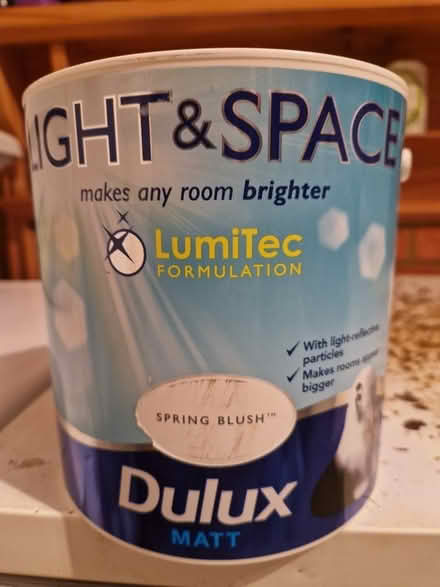 LIGHT & SPACE
makes any room brighter
LumiTec
FORMULATION
✓ With light-reflective
particles
✓ Makes rooms appear
bigger
SPRING BLUSH™
Dulux
MATT